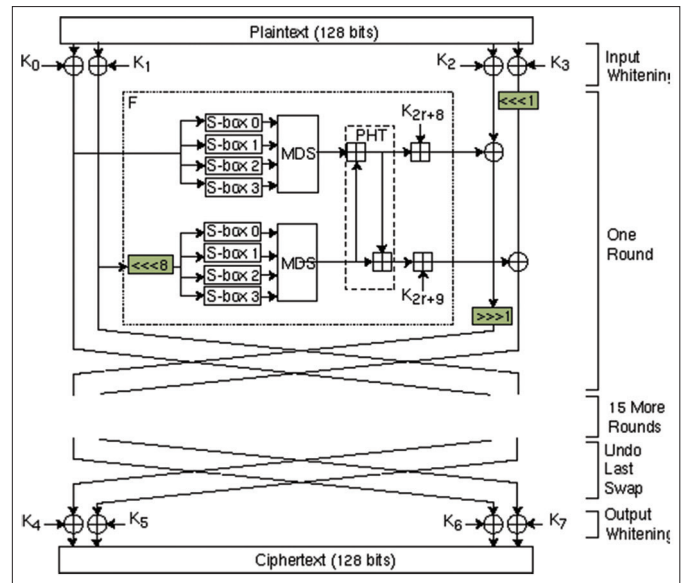 Plaintext (128 bits)
K0
K1
K2
K3
Input
Whitening
<<<1
F
S-box 0
S-box 1
S-box 2
S-box 3
MDS
PHT
K2r+8
One
Round
<<<8
S-box 0
S-box 1
S-box 2
S-box 3
MDS
K2r+9
>>>1
15 More
Rounds
Undo
Last
Swap
K4
K5
K6
K7
Output
Whitening
Ciphertext (128 bits)